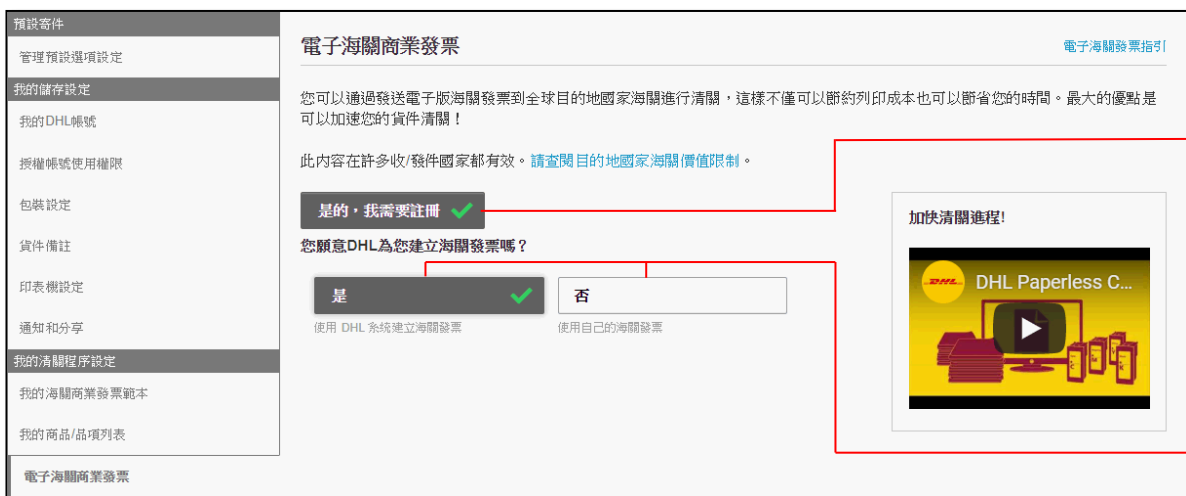 預設寄件
管理預設選項設定
我的儲存設定
我的DHL帳號
授權帳號使用權限
包裝設定
貨件備註
印表機設定
通知和分享
我的清關程序設定
我的海關商業發票範本
我的商品/品項列表
電子海關商業發票
電子海關商業發票
電子海關發票指引
您可以通過發送電子版海關發票到全球目的地國家海關進行清關，這樣不僅可以節約列印成本也可以節省您的時間。最大的優點是
可以加速您的貨件清關！
此內容在許多收/發件國家都有效。請查閱目的地國家海關價值限制。
是的，我需要註冊
您願意DHL為您建立海關發票嗎？
是
否
使用 DHL 系統建立海關發票
使用自己的海關發票
加快清關進程!
DHL
DHL Paperless C...